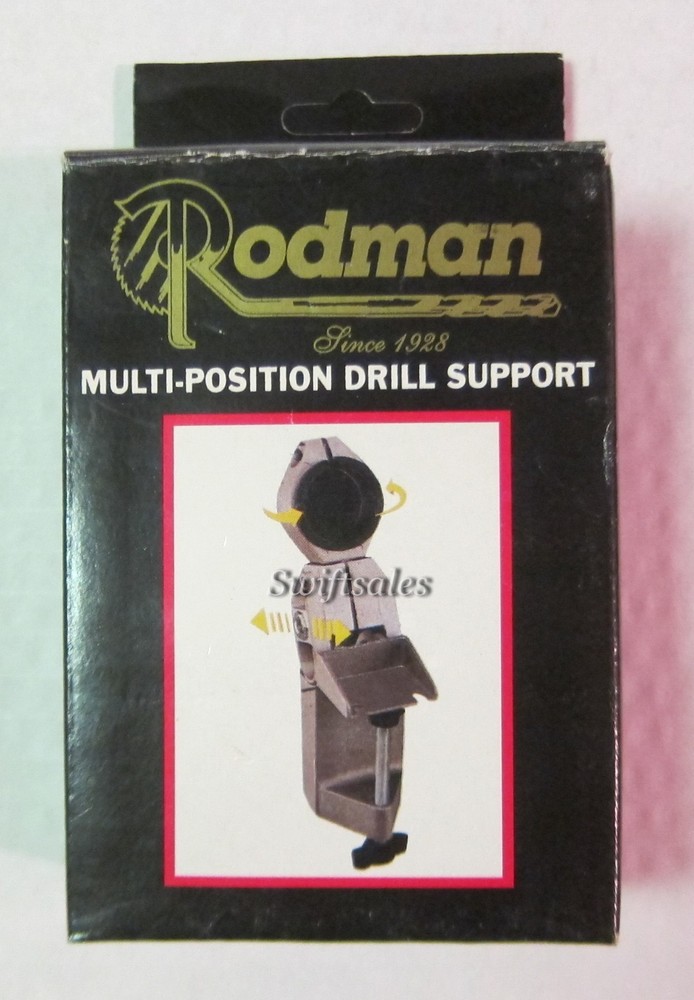 Rodman
Since 1928
MULTI-POSITION DRILL SUPPORT
Swiftsales